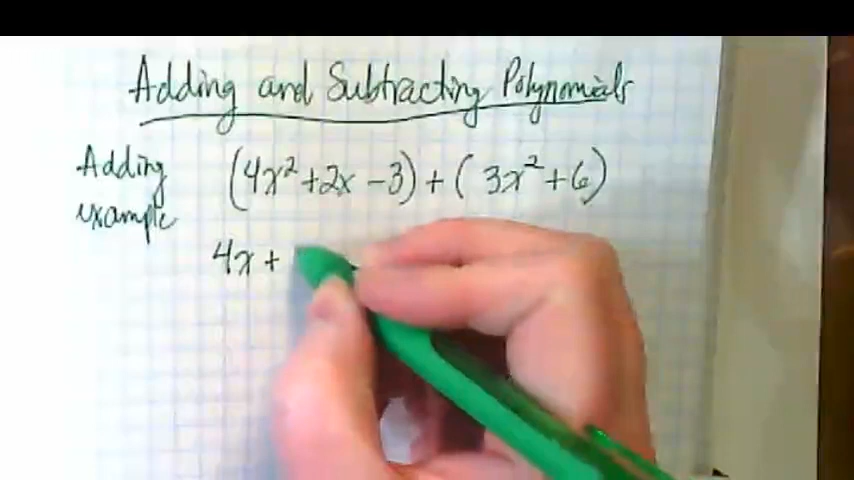 Adding and Subtracting Polynomials
Adding (4x² +2x -3) + ( 3x² +6)
example
4x +